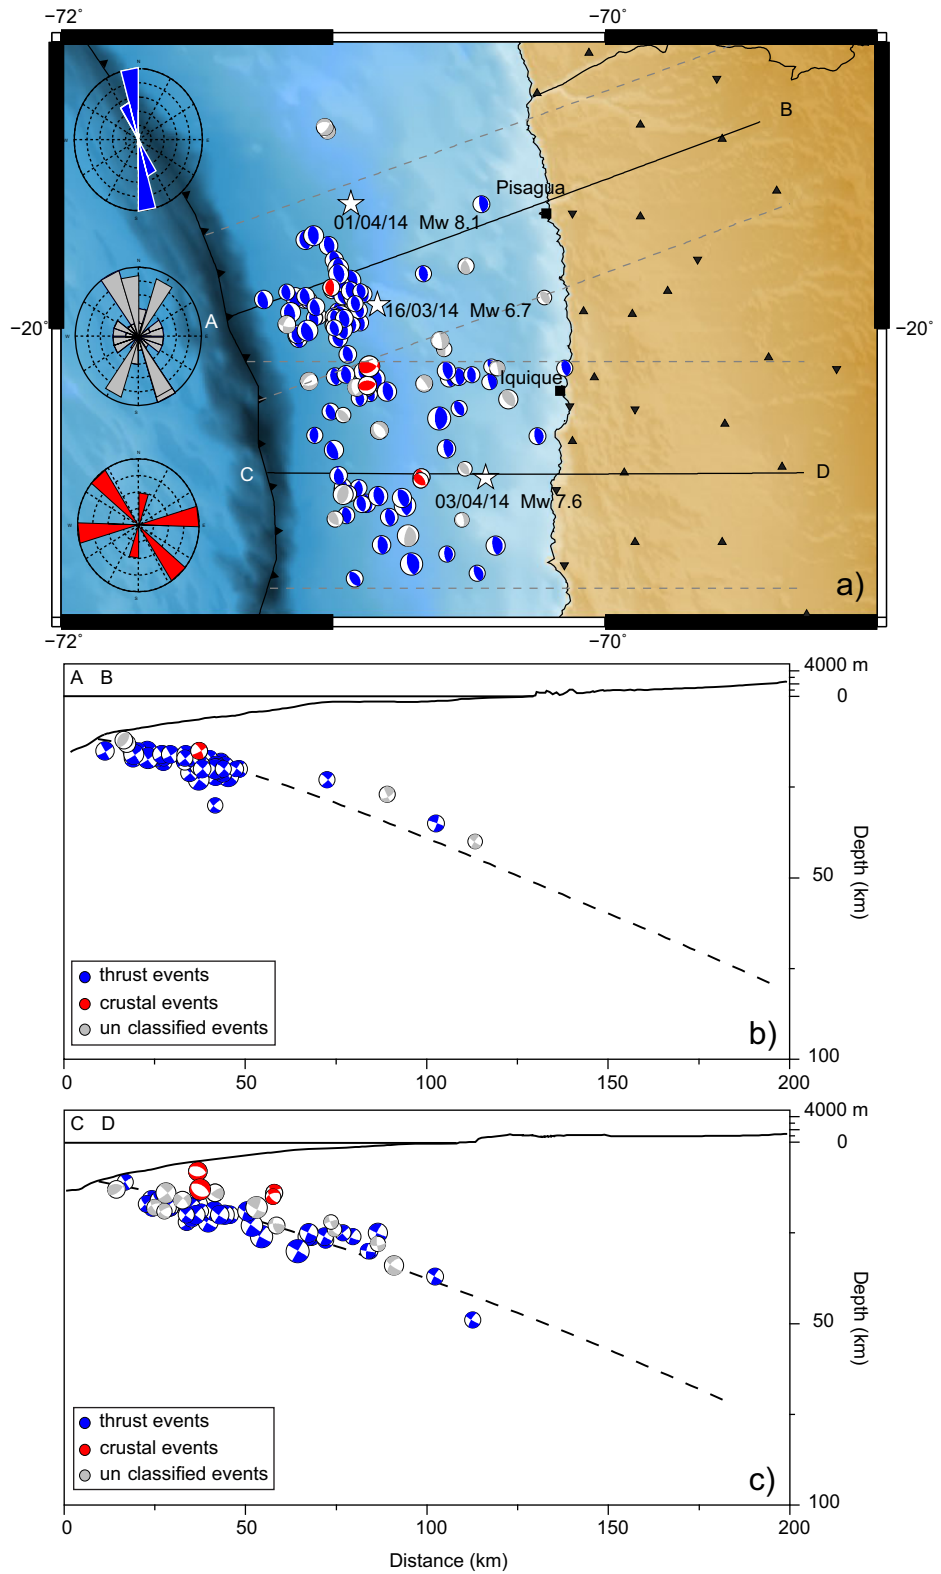 −72°
−70°
B
Pisagua
01/04/14 Mw 8.1
A
16/03/14 Mw 6.7
−20°
−20°
Iquique
C
D
03/04/14 Mw 7.6
a)
−72°
−70°
A B
4000 m
0
50
100
Depth (km)
thrust events
crustal events
un classified events
b)
0
50
100
150
200
C D
4000 m
0
50
100
Depth (km)
thrust events
crustal events
un classified events
c)
0
50
100
150
200
Distance (km)